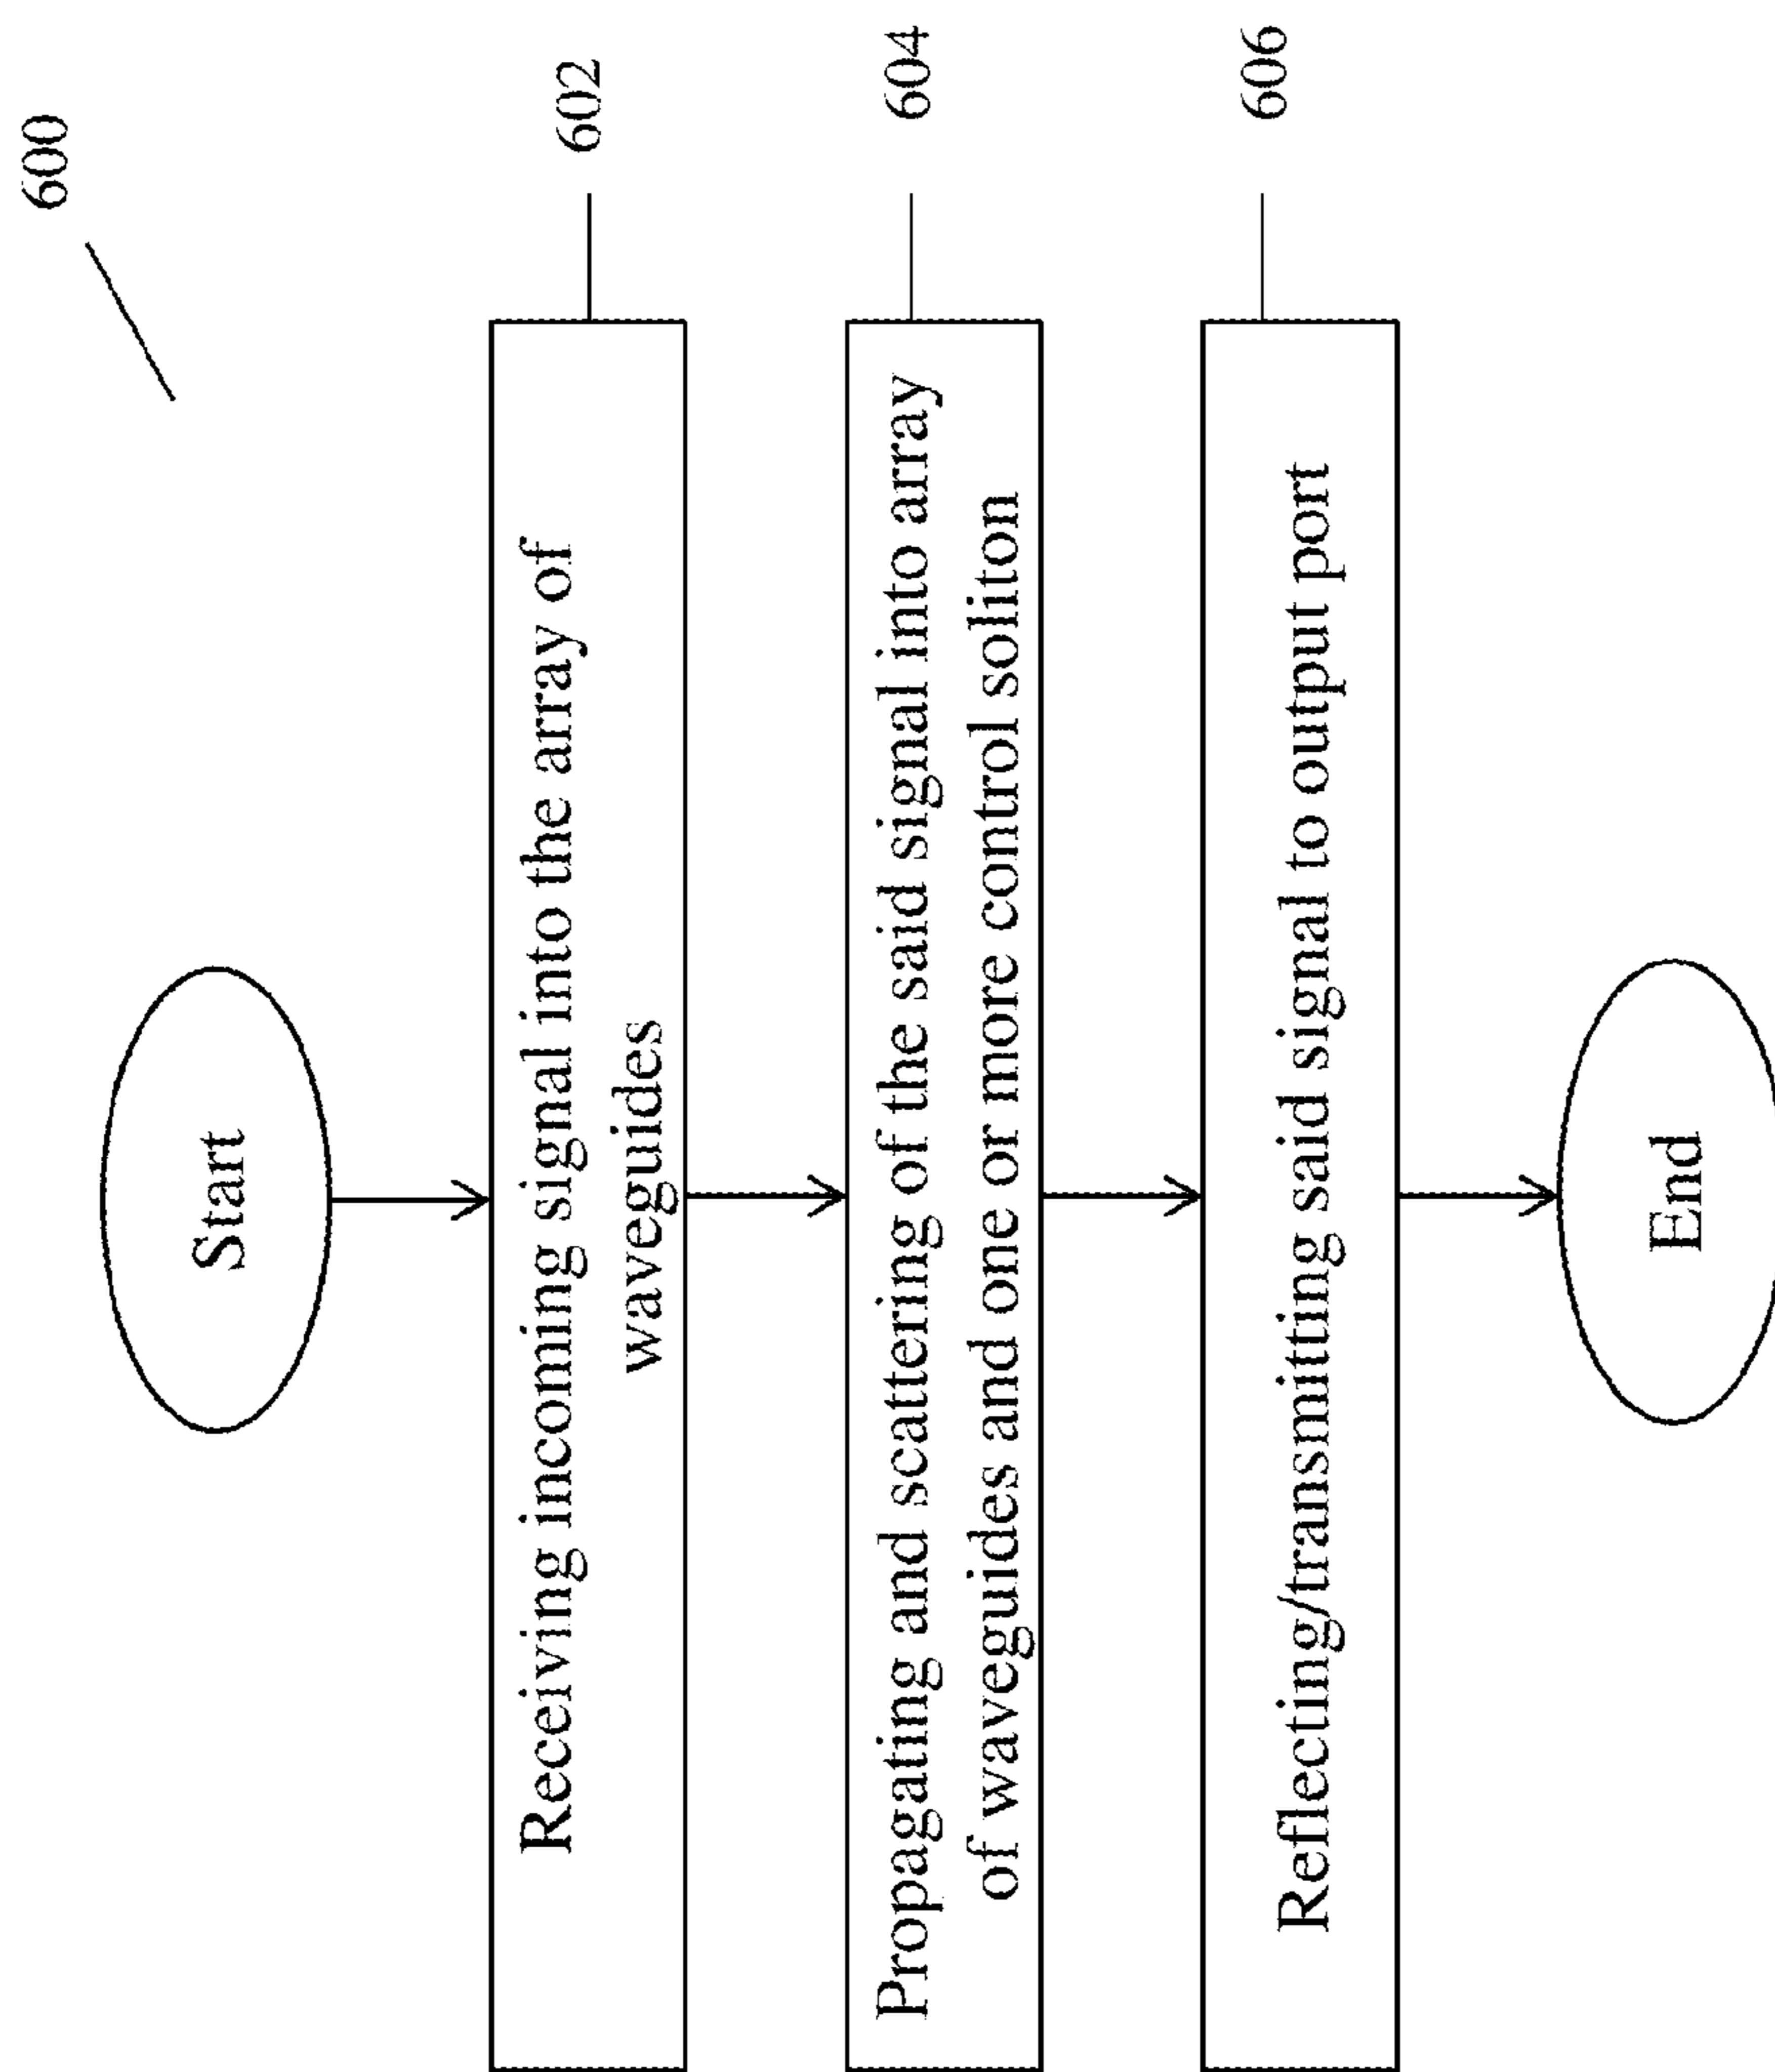 600
Start
Receiving incoming signal into the array of
waveguides
602
Propagating and scattering of the said signal into array
of waveguides and one or more control soliton
604
Reflecting/transmitting said signal to output port
606
End